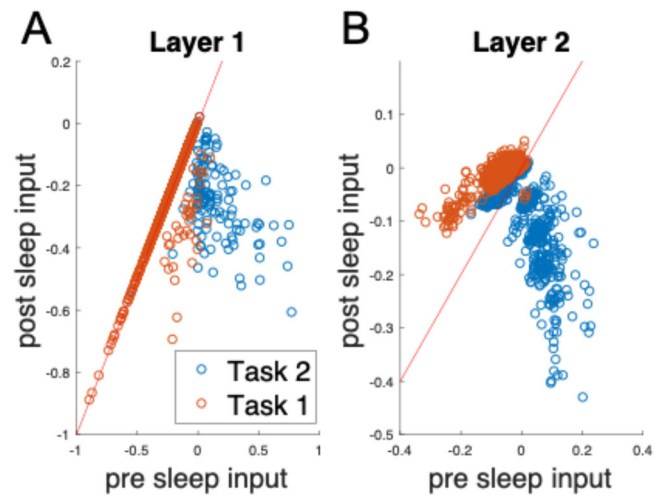 A
Layer 1
0.2
0
-0.2
-0.4
-0.6
-0.8
-1
-1
-0.5
0
0.5
1
post sleep input
pre sleep input
Task 2
Task 1
B
Layer 2
0.1
0
-0.1
-0.2
-0.3
-0.4
-0.5
-0.4
-0.2
0
0.2
0.4
post sleep input
pre sleep input